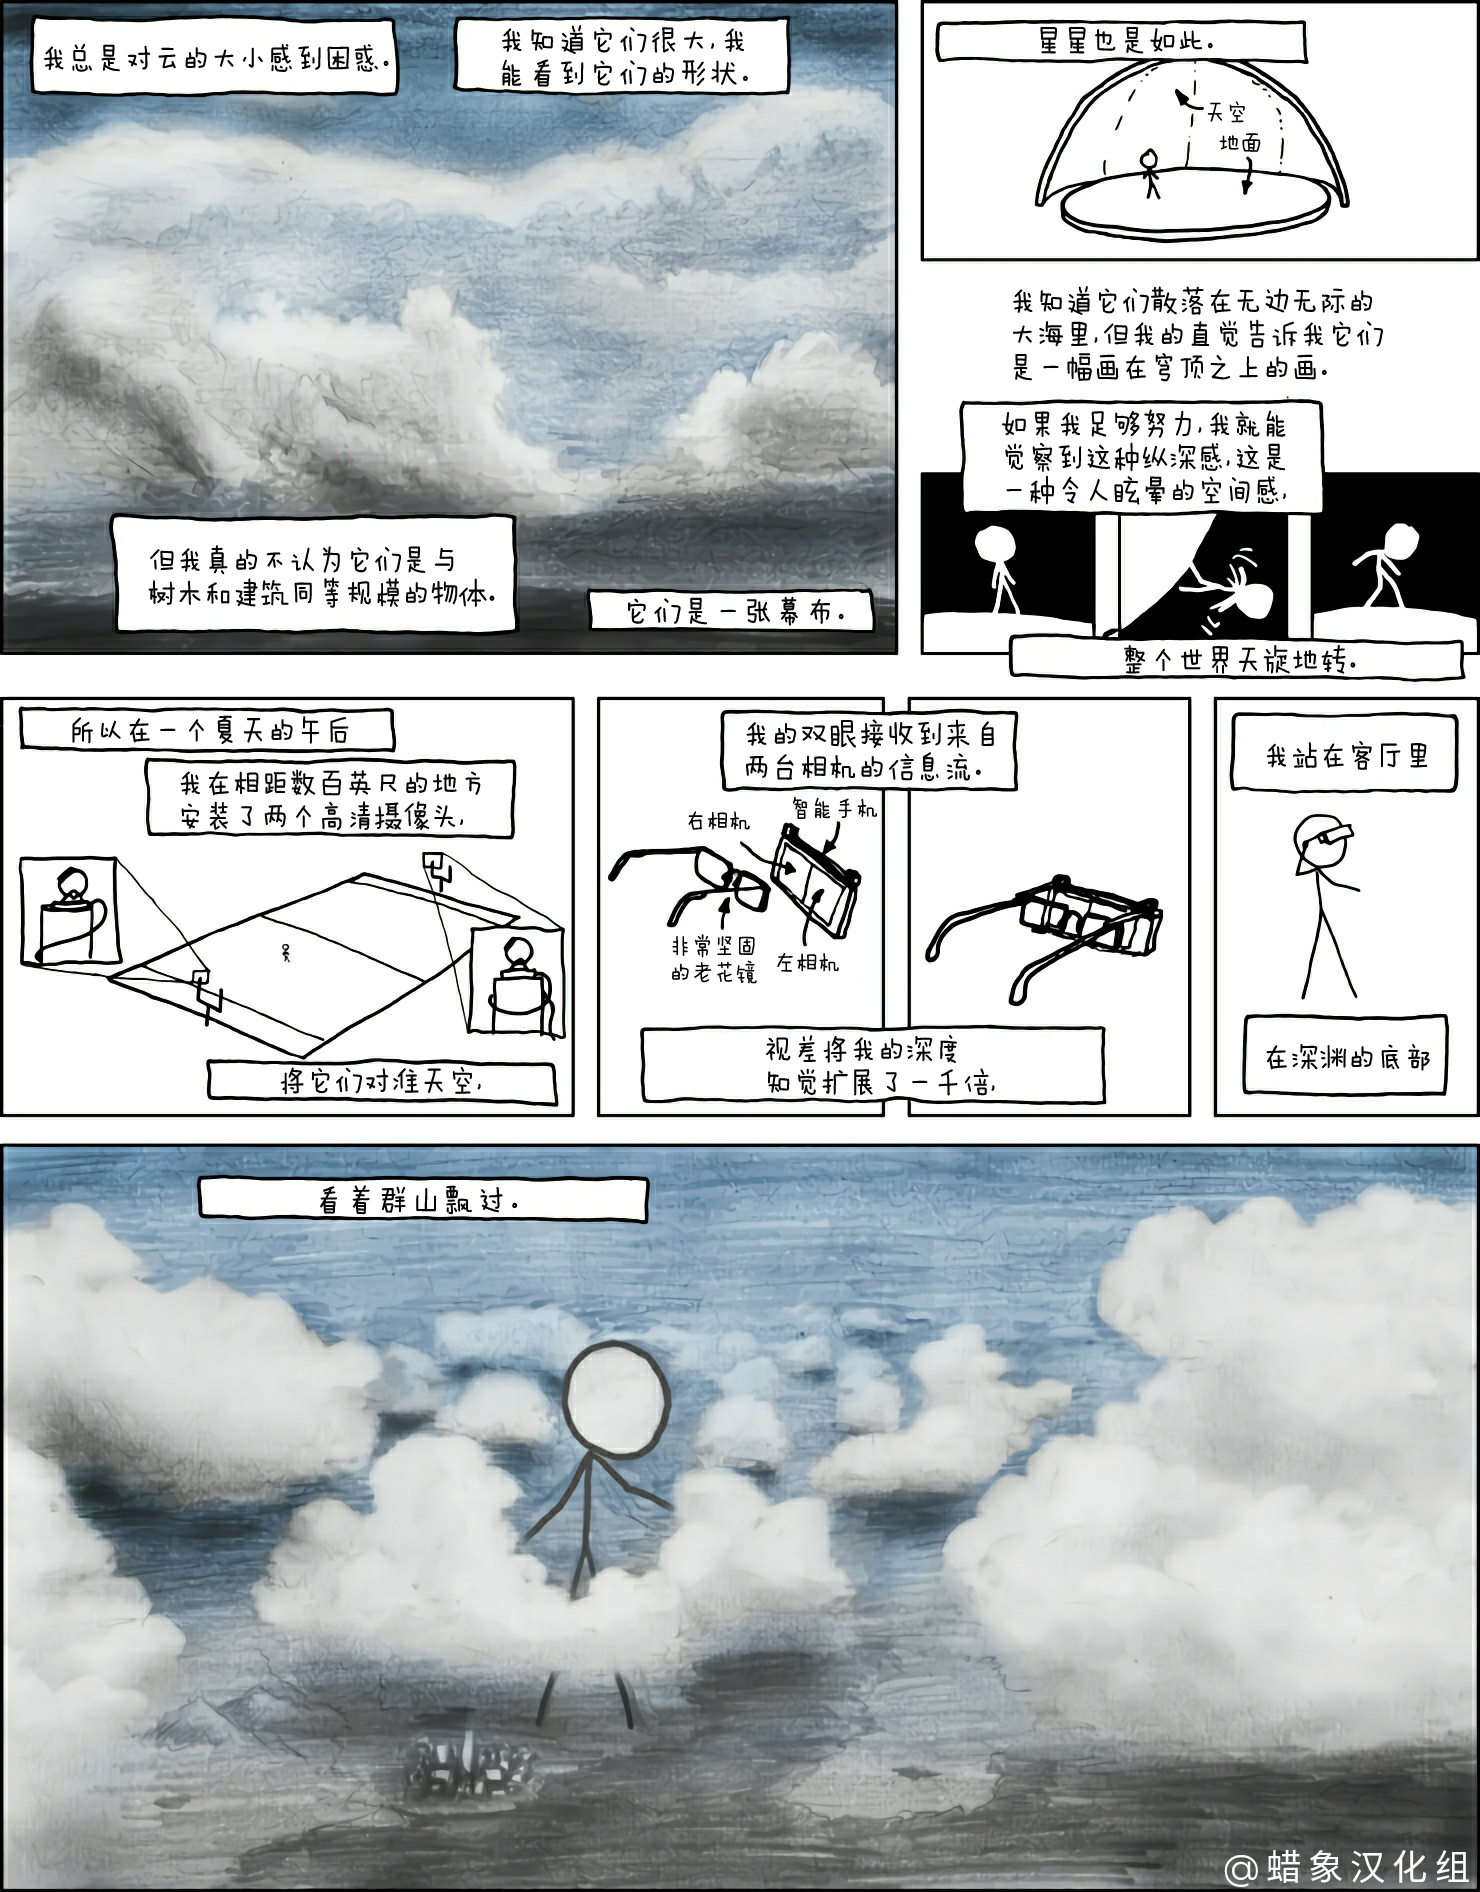 我总是对云的大小感到困惑。
我知道它们很大，我
能看到它们的形状。
但我真的不认为它们是与
树木和建筑同等规模的物体。
它们是一张幕布。
星星也是如此。
天空
地面
我知道它们散落在无边无际的
大海里，但我的直觉告诉我它们
是一幅画在穹顶之上的画。
如果我足够努力，我就能
觉察到这种纵深感，这是
一种令人眩晕的空间感，
整个世界天旋地转。
所以在一个夏天的午后
我在相距数百英尺的地方
安装了两个高清摄像头，
将它们对准天空，
我的双眼接收到来自
两台相机的信息流。
右相机
智能手机
非常坚固
的老花镜
左相机
视差将我的深度
知觉扩展了一千倍，
我站在客厅里
在深渊的底部
看着群山飘过。
@蜡象汉化组